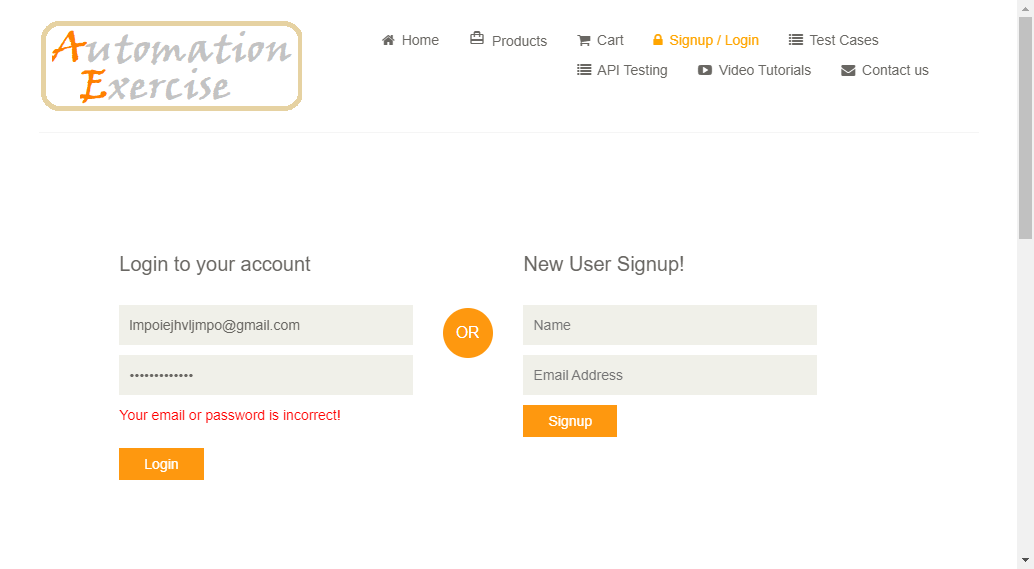 Automation
Exercise
Home
Products
Cart
Signup / Login
Test Cases
API Testing
Video Tutorials
Contact us
Login to your account
New User Signup!
lmpoiejhvljmpo@gmail.com
OR
Name
•••••••••••••
Email Address
Your email or password is incorrect!
Signup
Login